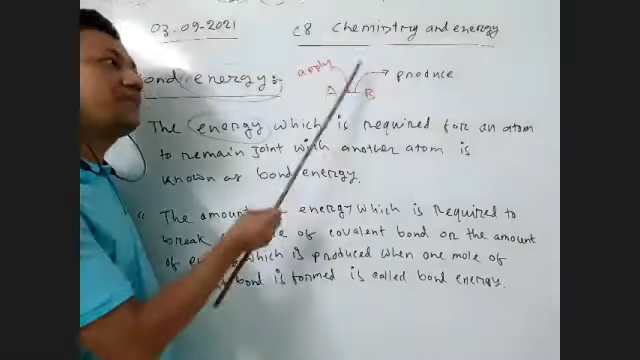 03.09-2021
C8 Chemistry and energy
ond energy:
apply
A B
produce
The energy which is required for an atom
to remain joint with another atom is
known as bond energy.
" The amount energy which is required to
break of covalent bond or the amount
of which is produced when one mole of
bond is formed is called bond energy.